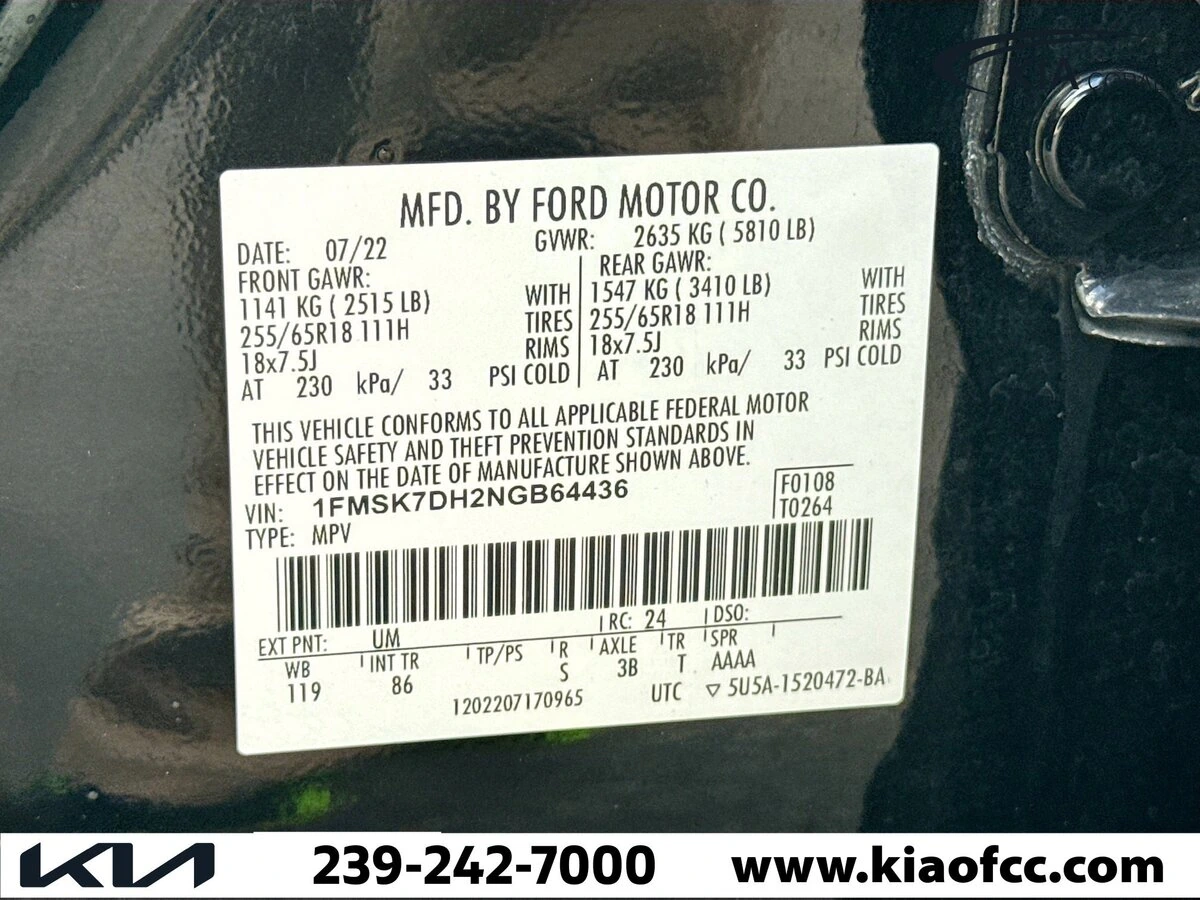 MFD. BY FORD MOTOR CO.
DATE: 07/22 GVWR: 2635 KG ( 5810 LB)
FRONT GAWR: REAR GAWR:
1141 KG ( 2515 LB) WITH 1547 KG ( 3410 LB) WITH
255/65R18 111H TIRES 255/65R18 111H TIRES
18x7.5J RIMS 18x7.5J RIMS
AT 230 kPa/ 33 PSI COLD AT 230 kPa/ 33 PSI COLD
THIS VEHICLE CONFORMS TO ALL APPLICABLE FEDERAL MOTOR
VEHICLE SAFETY AND THEFT PREVENTION STANDARDS IN
EFFECT ON THE DATE OF MANUFACTURE SHOWN ABOVE.
VIN: 1FMSK7DH2NGB64436 F0108
TYPE: MPV T0264
EXT PNT: UM RC: 24 DSO:
WB INT TR TP/PS R AXLE TR SPR
119 86 S 3B T AAAA
1202207170965 UTC ▽ 5U5A-1520472-BA
KIA 239-242-7000 www.kiaofcc.com